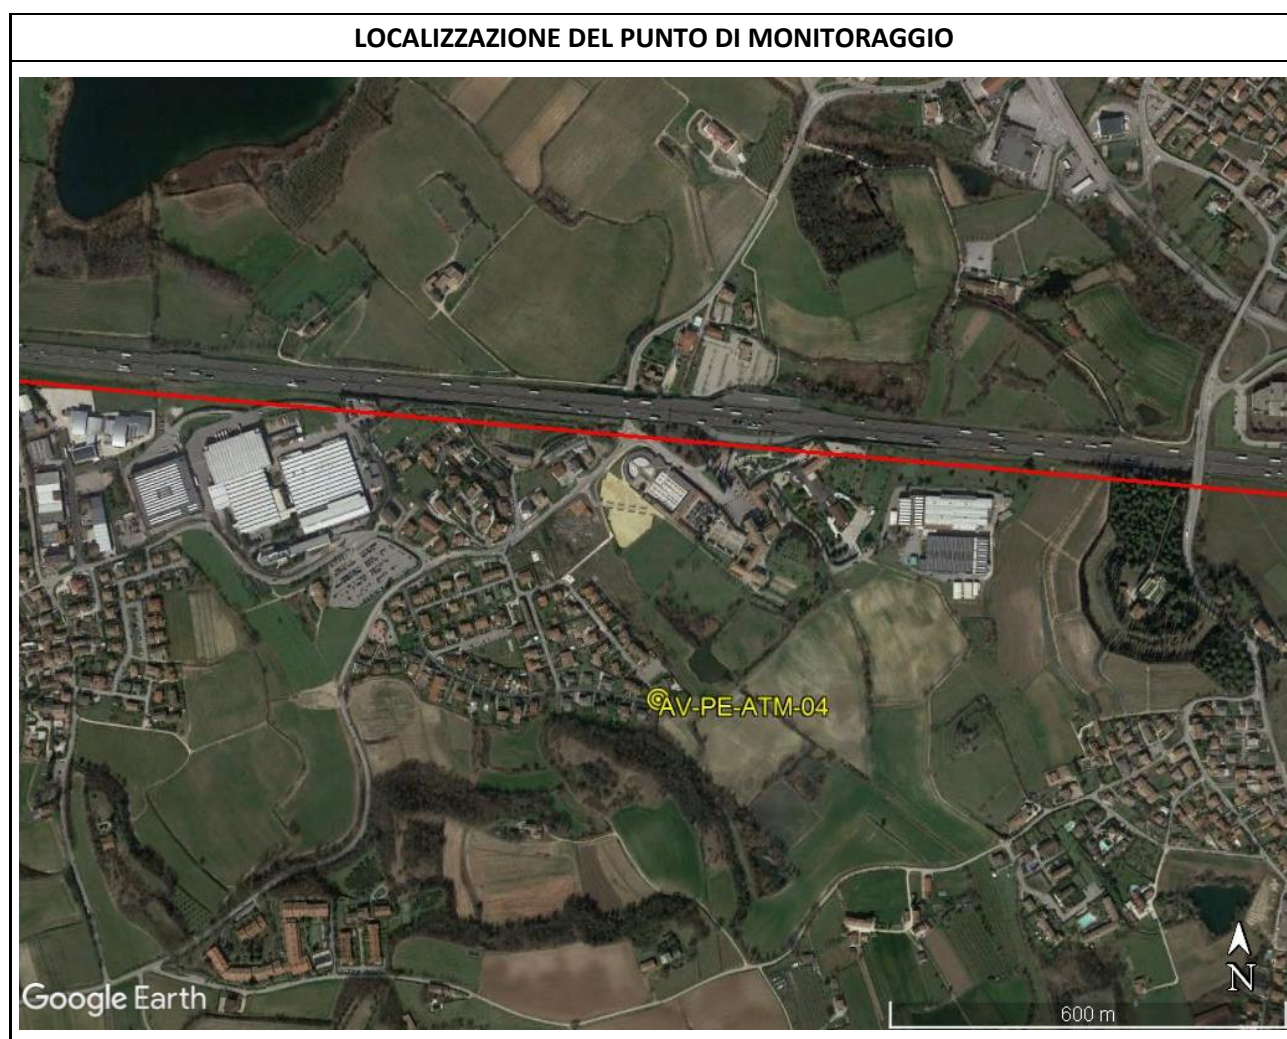 LOCALIZZAZIONE DEL PUNTO DI MONITORAGGIO
AV-PE-ATM-04
Google Earth
N
600 m